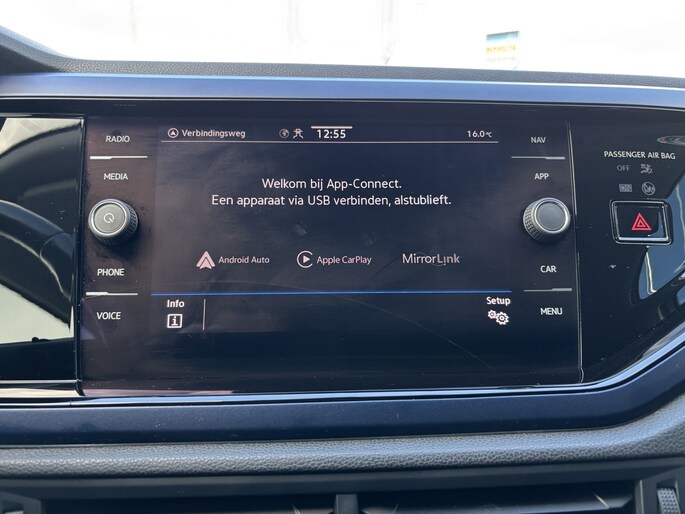 RADIO
MEDIA
PHONE
VOICE
Verbindingsweg
12:55
16.0°C
Welkom bij App-Connect.
Een apparaat via USB verbinden, alstublieft.
Android Auto
Apple CarPlay
MirrorLink
Info
Setup
NAV
APP
CAR
MENU
PASSENGER AIR BAG
OFF